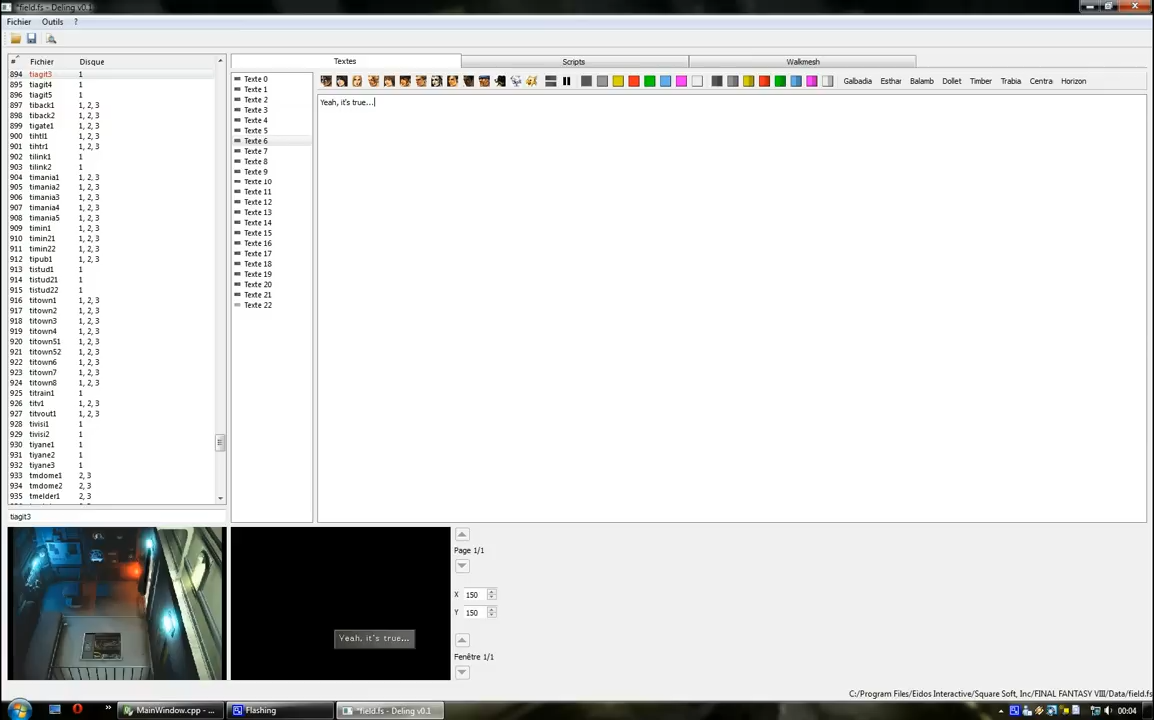 *field.fs - Deling v0.1
Fichier Outils ?
# Fichier Disque
894 tiagit3 1
895 tiagit4 1
896 tiagit5 1
897 tiback1 1, 2, 3
898 tiback2 1, 2, 3
899 tigate1 1, 2, 3
900 tihtl1 1, 2, 3
901 tihtr1 1, 2, 3
902 tilink1 1
903 tilink2 1
904 timania1 1, 2, 3
905 timania2 1, 2, 3
906 timania3 1, 2, 3
907 timania4 1, 2, 3
908 timania5 1, 2, 3
909 timin1 1, 2, 3
910 timin21 1, 2, 3
911 timin22 1, 2, 3
912 tipub1 1, 2, 3
913 tistud1 1
914 tistud21 1
915 tistud22 1
916 titown1 1, 2, 3
917 titown2 1, 2, 3
918 titown3 1, 2, 3
919 titown4 1, 2, 3
920 titown51 1, 2, 3
921 titown52 1, 2, 3
922 titown6 1, 2, 3
923 titown7 1, 2, 3
924 titown8 1, 2, 3
925 titrain1 1
926 titv1 1, 2, 3
927 titvout1 1, 2, 3
928 tivisi1 1
929 tivisi2 1
930 tiyane1 1
931 tiyane2 1
932 tiyane3 1
933 tmdome1 2, 3
934 tmdome2 2, 3
935 tmelder1 2, 3
tiagit3
Textes Scripts Walkmesh
Texte 0
Texte 1
Texte 2
Texte 3
Texte 4
Texte 5
Texte 6
Texte 7
Texte 8
Texte 9
Texte 10
Texte 11
Texte 12
Texte 13
Texte 14
Texte 15
Texte 16
Texte 17
Texte 18
Texte 19
Texte 20
Texte 21
Texte 22
Galbadia Esthar Balamb Dollet Timber Trabia Centra Horizon
Yeah, it's true...
Yeah, it's true...
Page 1/1
X 150
Y 150
Fenêtre 1/1
C:/Program Files/Eidos Interactive/Square Soft, Inc/FINAL FANTASY VIII/Data/field.fs
MainWindow.cpp - ... Flashing *field.fs - Deling v0.1 00:04